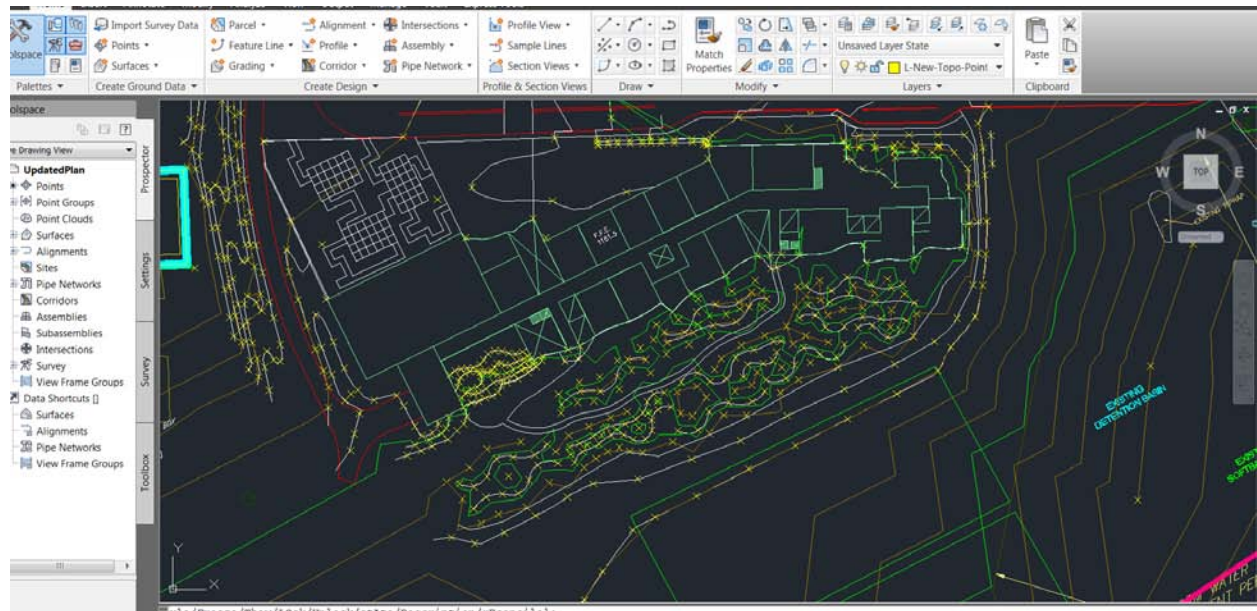 Import Survey Data
Points
Surfaces
Palettes
Create Ground Data
Parcel
Feature Line
Grading
Alignment
Profile
Corridor
Intersections
Assembly
Pipe Network
Create Design
Profile View
Sample Lines
Section Views
Profile & Section Views
Draw
Match
Properties
Modify
Unsaved Layer State
L-New-Topo-Point
Layers
Paste
Clipboard
Drawing View
UpdatedPlan
Points
Point Groups
Point Clouds
Surfaces
Alignments
Sites
Pipe Networks
Corridors
Assemblies
Subassemblies
Intersections
Survey
View Frame Groups
Data Shortcuts []
Surfaces
Alignments
Pipe Networks
View Frame Groups
Prospector
Settings
Survey
Toolbox
N
W
TOP
E
S
Unnamed
F.F.E.
EXISTING
DETENTION BASIN
WATER
Y
X